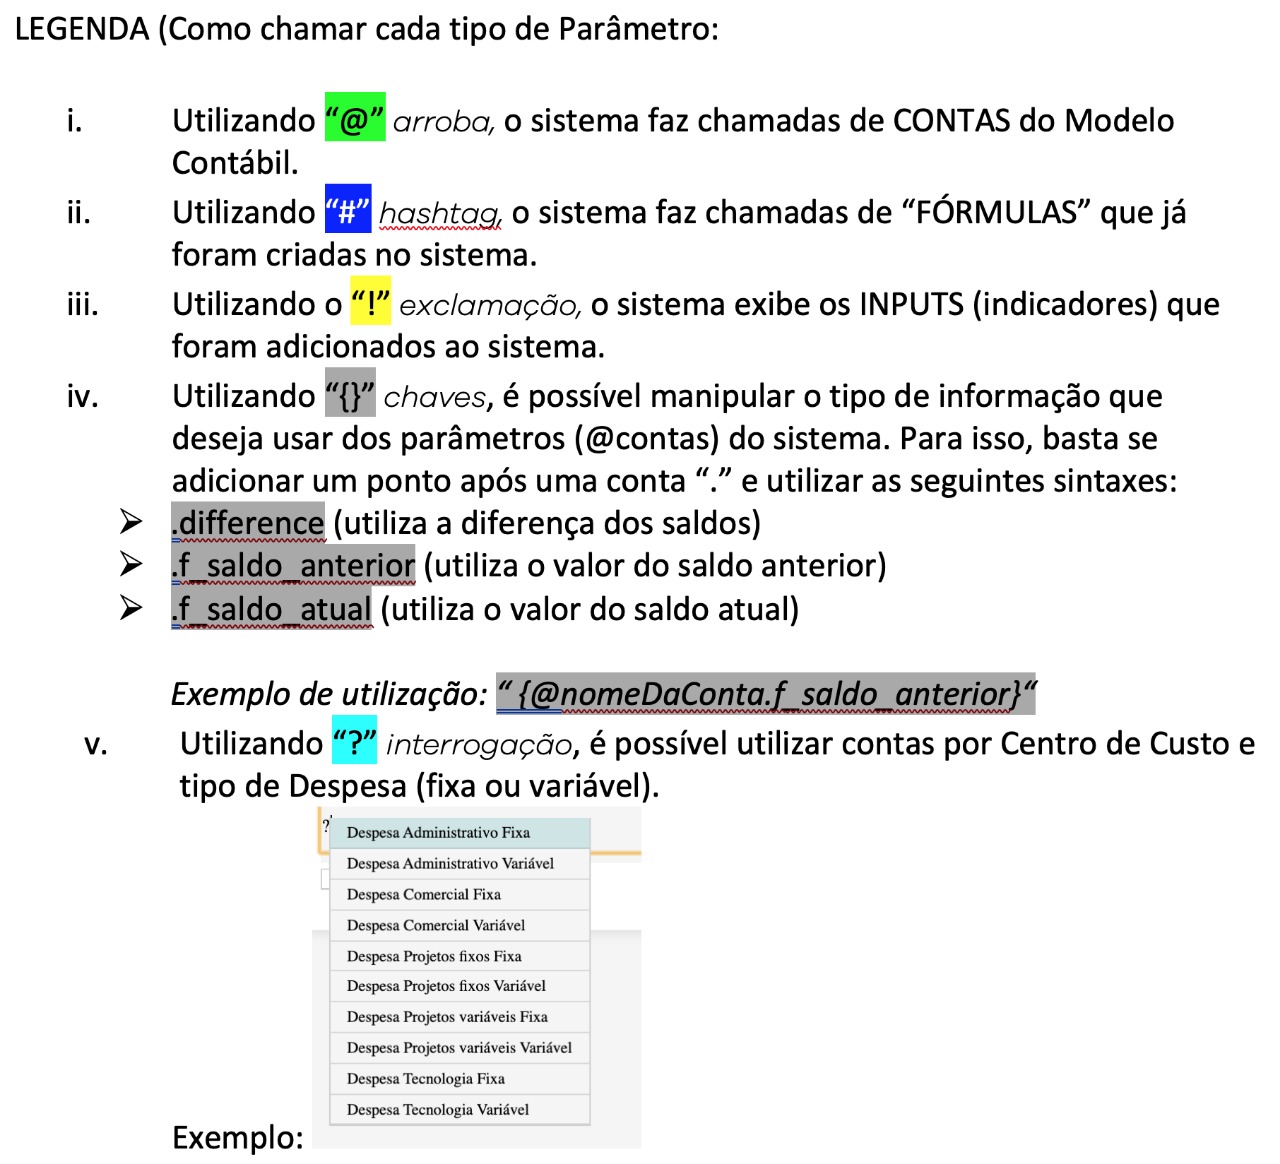 LEGENDA (Como chamar cada tipo de Parâmetro:
i. Utilizando “@” arroba, o sistema faz chamadas de CONTAS do Modelo
Contábil.
ii. Utilizando “#” hashtag, o sistema faz chamadas de “FÓRMULAS” que já
foram criadas no sistema.
iii. Utilizando o “!” exclamação, o sistema exibe os INPUTS (indicadores) que
foram adicionados ao sistema.
iv. Utilizando “{}” chaves, é possível manipular o tipo de informação que
deseja usar dos parâmetros (@contas) do sistema. Para isso, basta se
adicionar um ponto após uma conta “.” e utilizar as seguintes sintaxes:
➢ .difference (utiliza a diferença dos saldos)
➢ .f_saldo_anterior (utiliza o valor do saldo anterior)
➢ .f_saldo_atual (utiliza o valor do saldo atual)
Exemplo de utilização: “ {@nomeDaConta.f_saldo_anterior}“
v. Utilizando “?” interrogação, é possível utilizar contas por Centro de Custo e
tipo de Despesa (fixa ou variável).
?
Despesa Administrativo Fixa
Despesa Administrativo Variável
Despesa Comercial Fixa
Despesa Comercial Variável
Despesa Projetos fixos Fixa
Despesa Projetos fixos Variável
Despesa Projetos variáveis Fixa
Despesa Projetos variáveis Variável
Despesa Tecnologia Fixa
Despesa Tecnologia Variável
Exemplo: